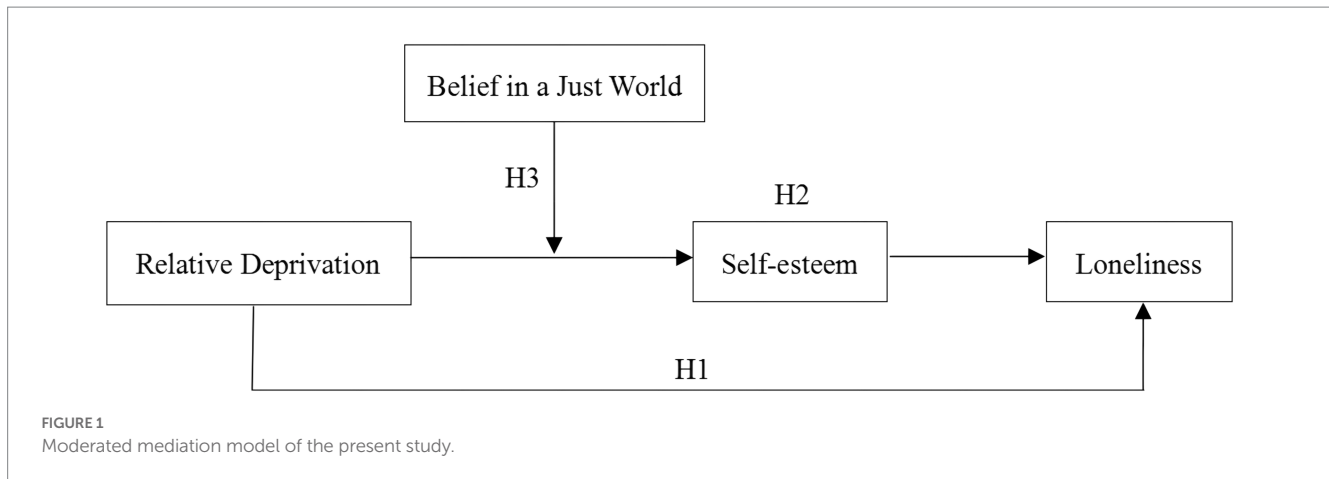 Belief in a Just World
H3
H2
Relative Deprivation
Self-esteem
Loneliness
H1
FIGURE 1
Moderated mediation model of the present study.